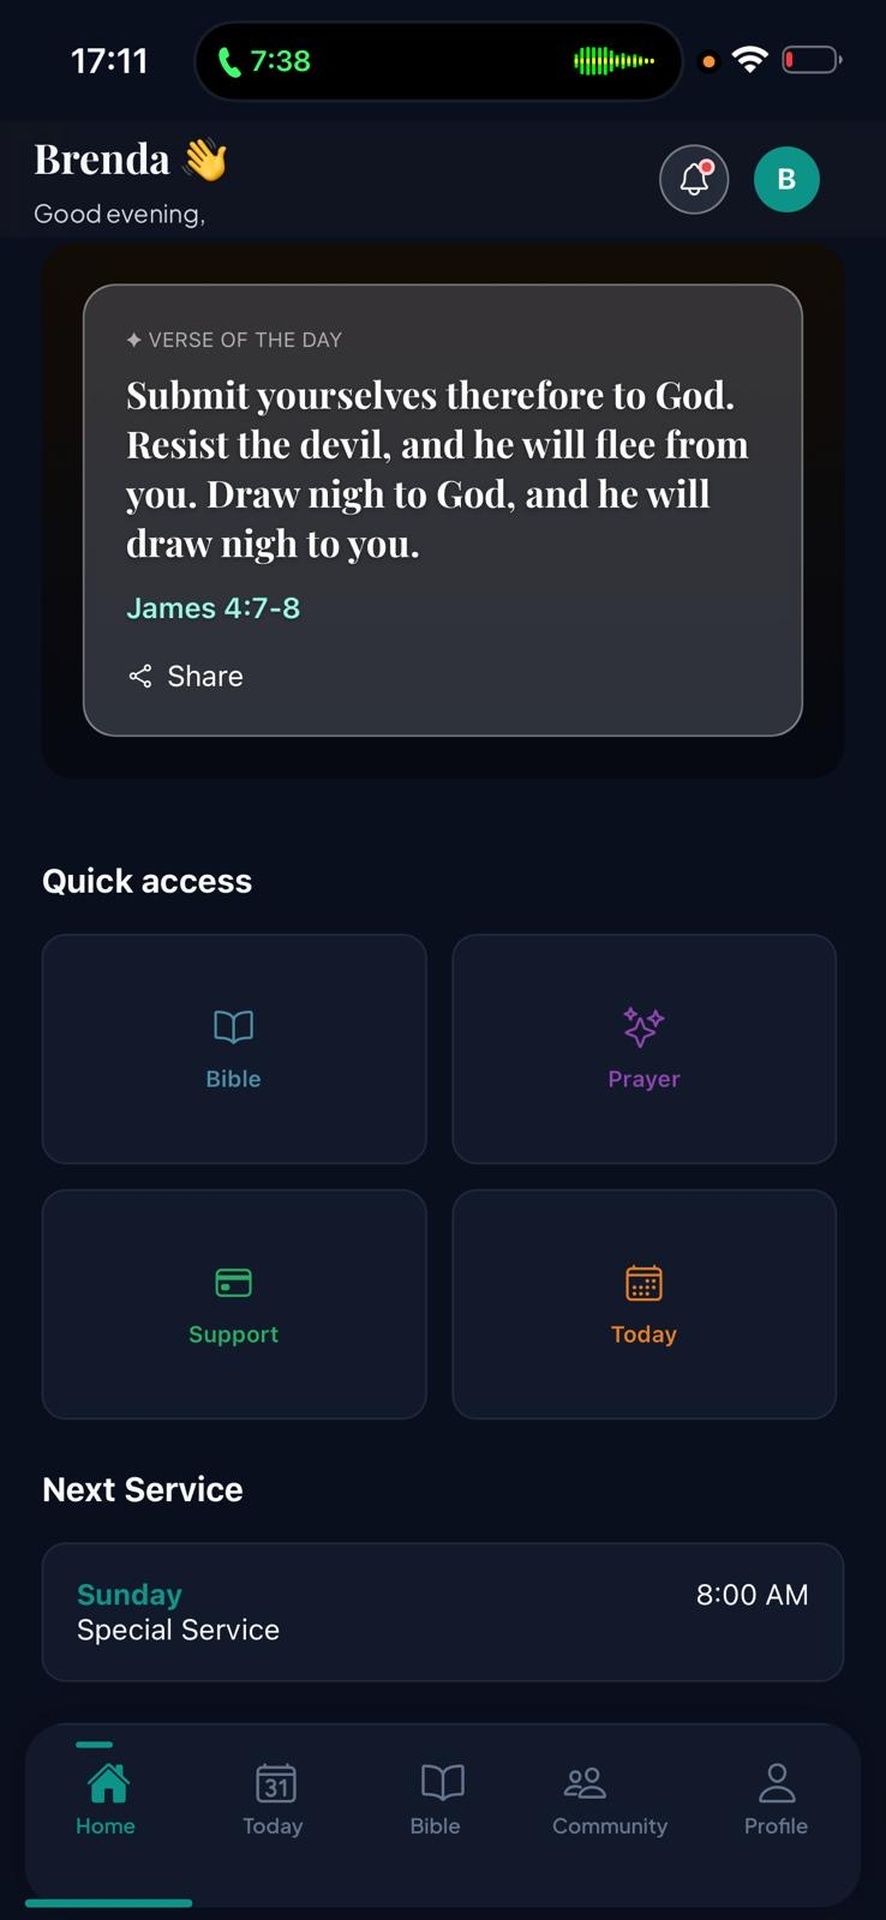 17:11
7:38
Brenda 👋
Good evening,
B
✦ VERSE OF THE DAY
Submit yourselves therefore to God.
Resist the devil, and he will flee from
you. Draw nigh to God, and he will
draw nigh to you.
James 4:7-8
Share
Quick access
Bible
Prayer
Support
Today
Next Service
Sunday
8:00 AM
Special Service
31
Home
Today
Bible
Community
Profile